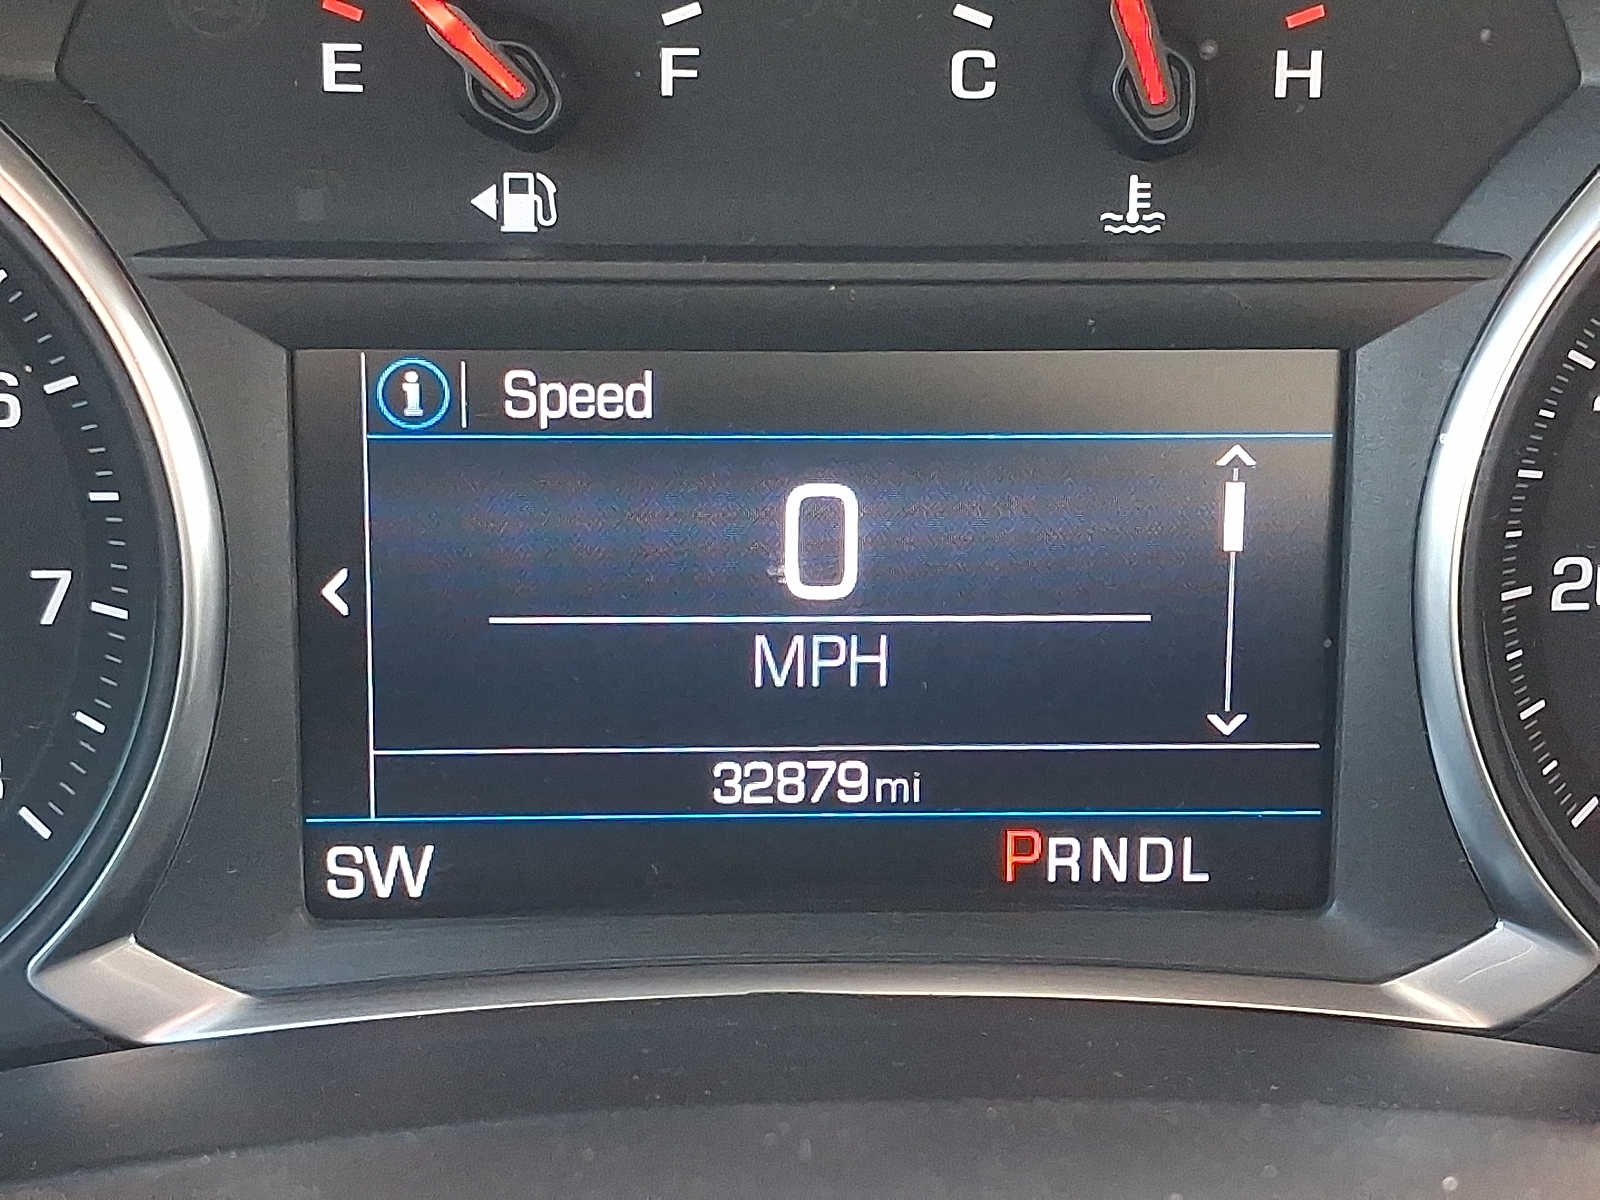 E F C H
Speed
0
7
MPH
32879mi
SW PRNDL